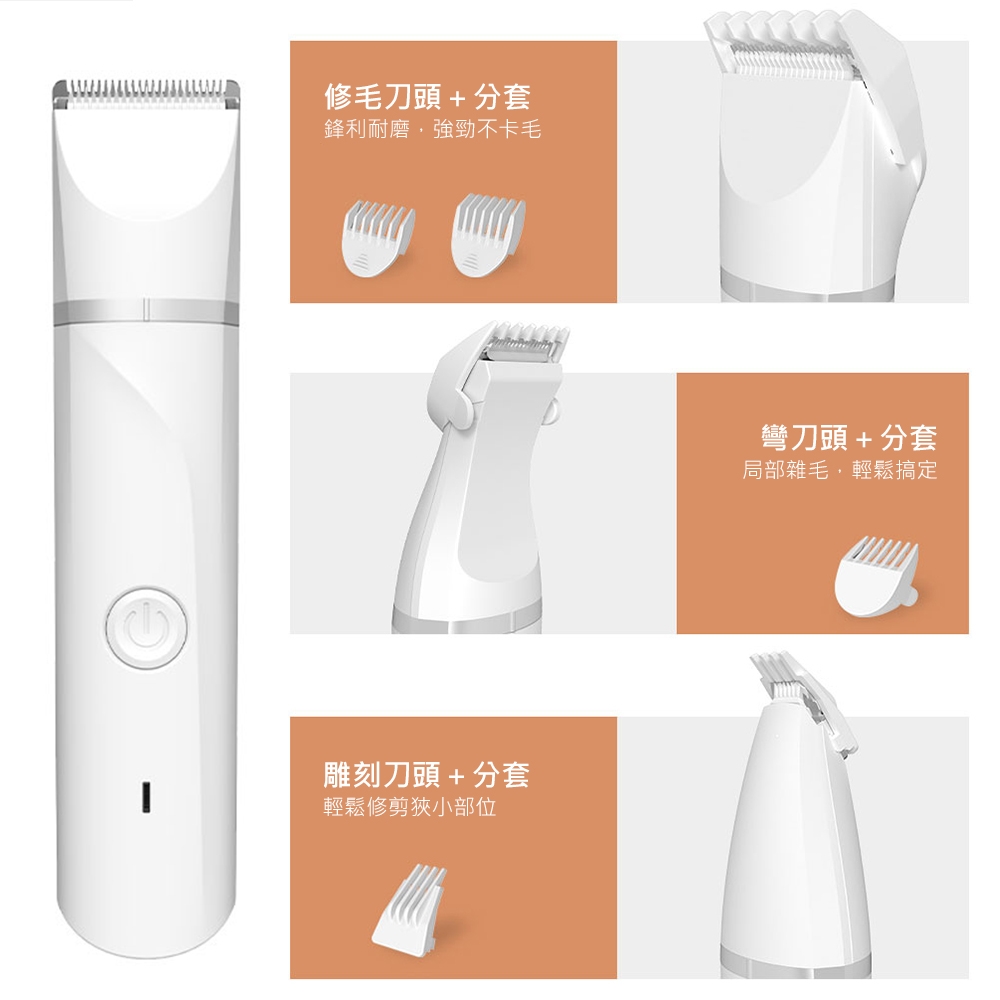 修毛刀頭 + 分套
鋒利耐磨，強勁不卡毛
彎刀頭 + 分套
局部雜毛，輕鬆搞定
雕刻刀頭 + 分套
輕鬆修剪狹小部位